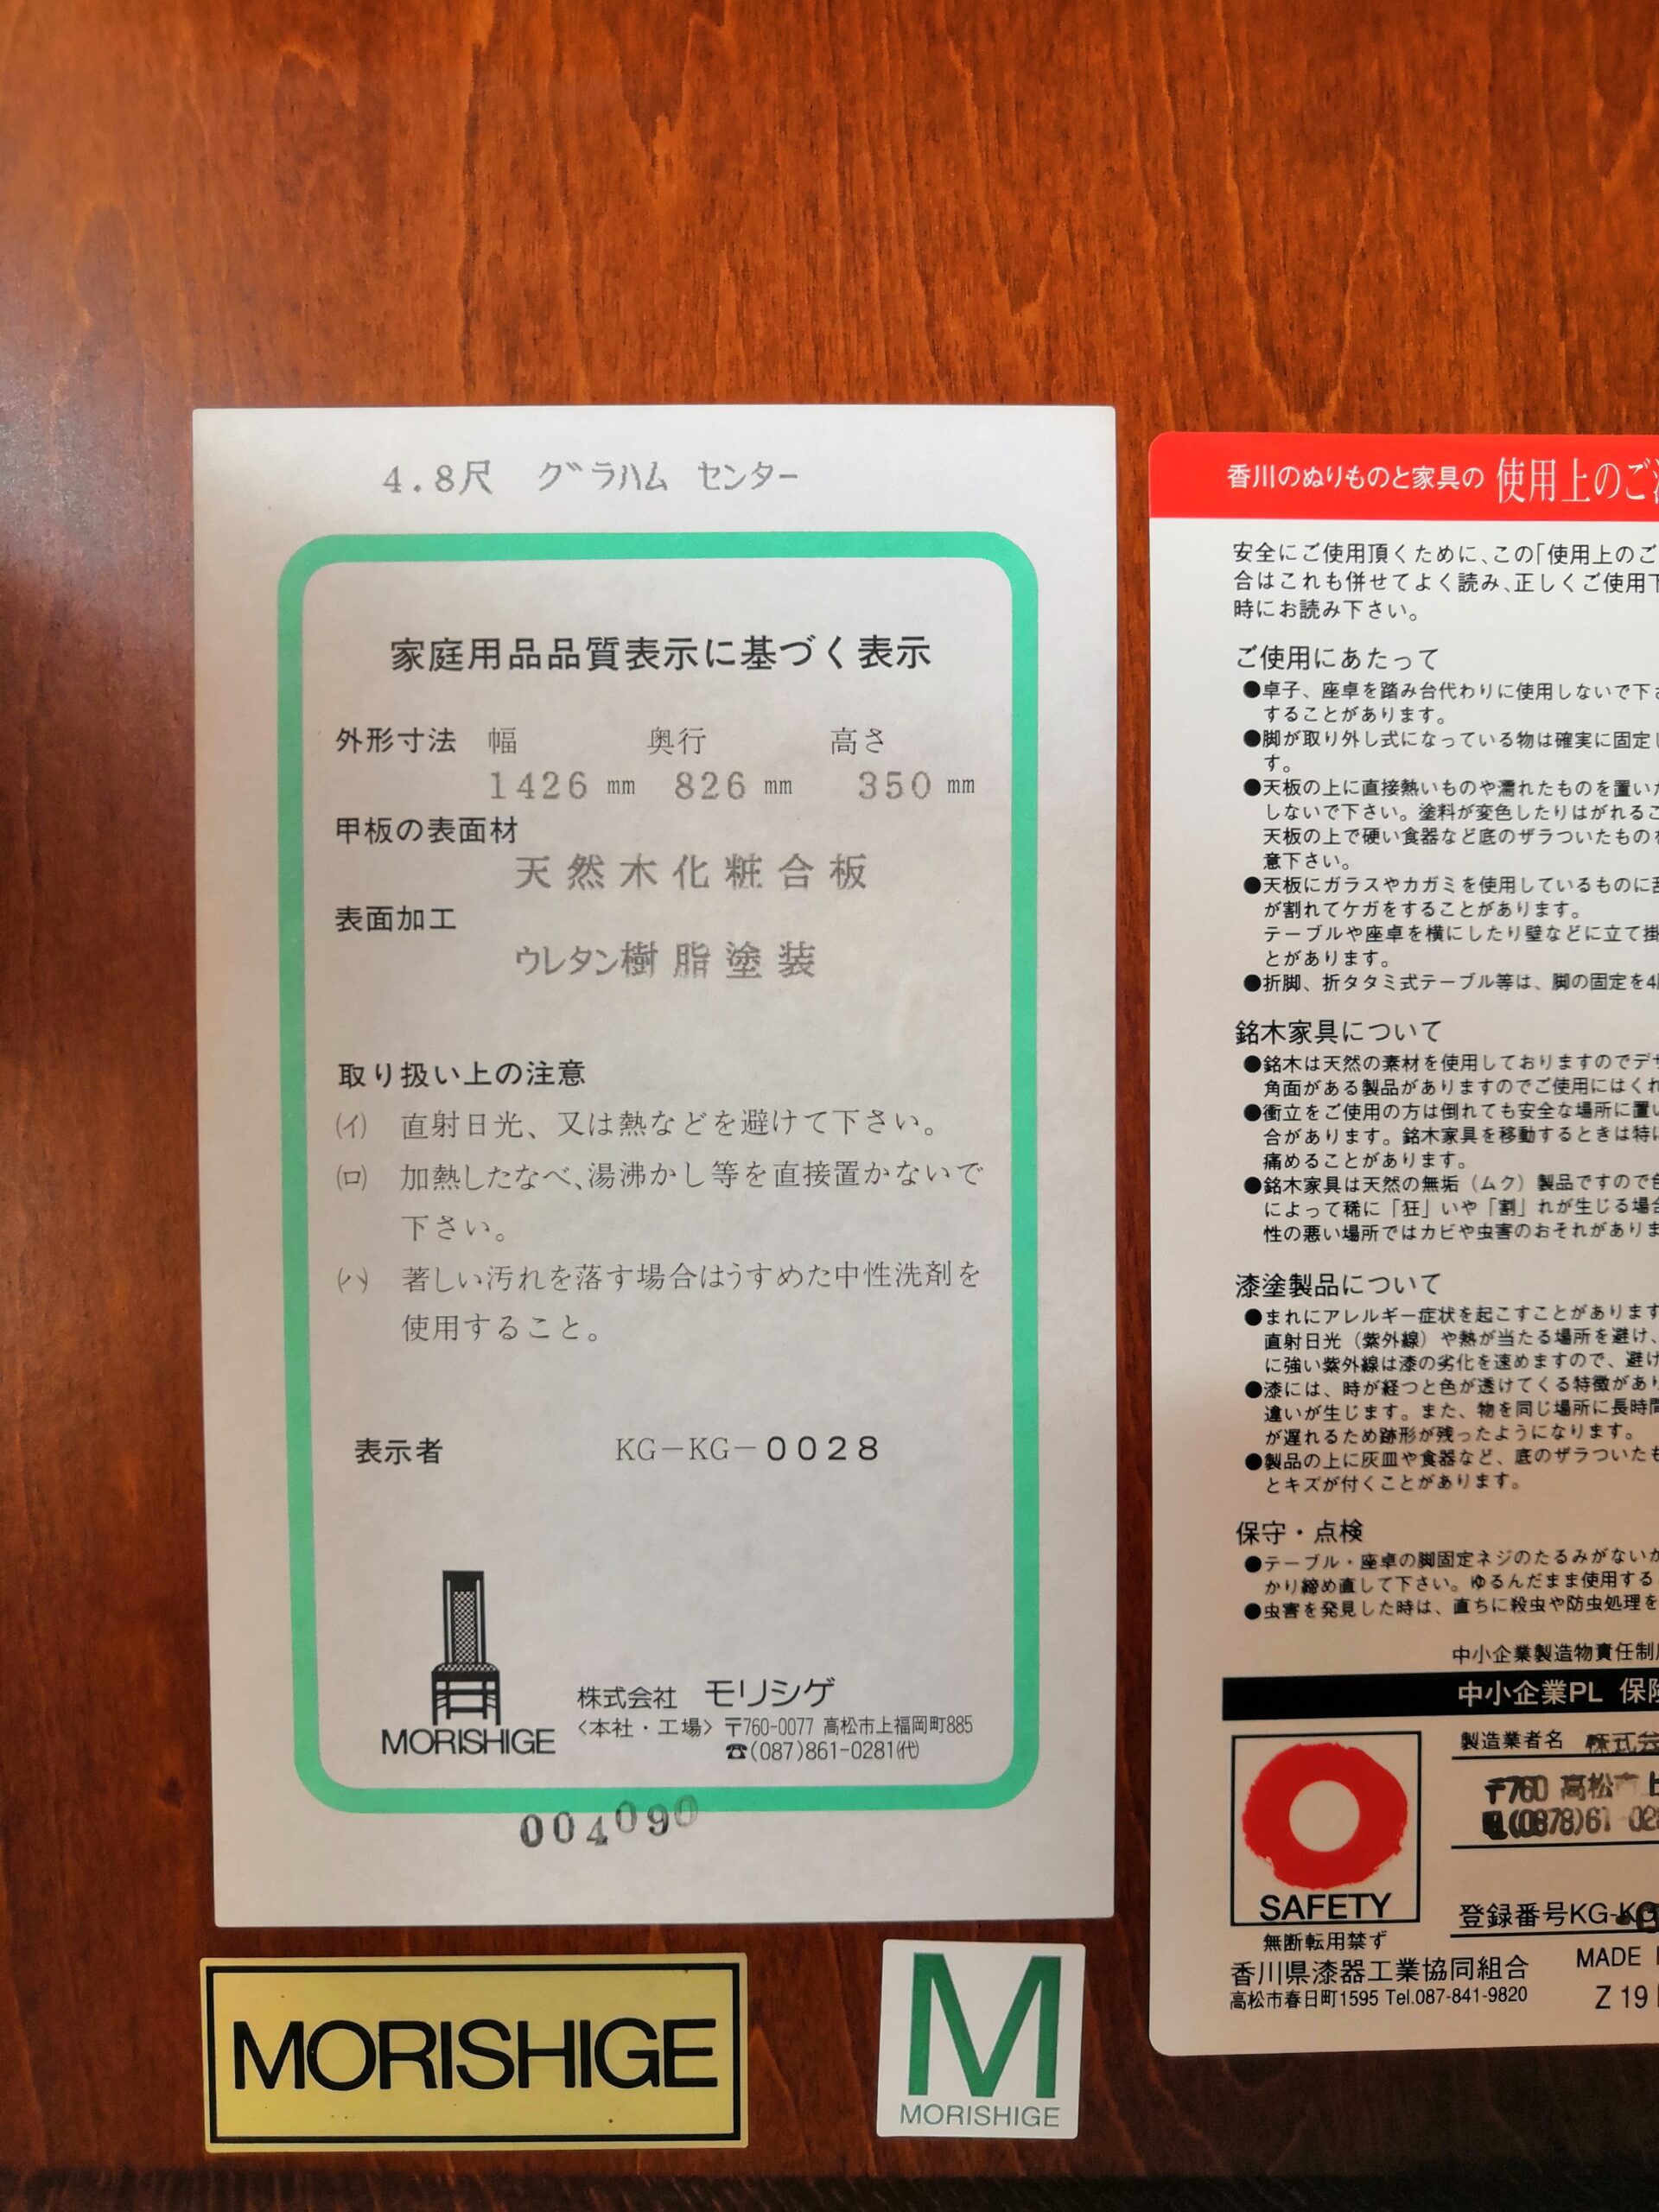 4.8尺 グラハム センター
家庭用品品質表示に基づく表示
外形寸法 幅 奥行 高さ
1426 mm 826 mm 350 mm
甲板の表面材
天然木化粧合板
表面加工
ウレタン樹脂塗装
取り扱い上の注意
(イ) 直射日光、又は熱などを避けて下さい。
(ロ) 加熱したなべ、湯沸かし等を直接置かないで
下さい。
(ハ) 著しい汚れを落す場合はうすめた中性洗剤を
使用すること。
表示者 KG-KG-0028
MORISHIGE
株式会社 モリシゲ
〈本社・工場〉〒760-0077 高松市上福岡町885
☎(087)861-0281(代)
004090
MORISHIGE
M
MORISHIGE
香川のぬりものと家具の 使用上のご
安全にご使用頂くために、この「使用上のご
合はこれも併せてよく読み、正しくご使用下
時にお読み下さい。
ご使用にあたって
●卓子、座卓を踏み台代わりに使用しないで下
することがあります。
●脚が取り外し式になっている物は確実に固定し
す。
●天板の上に直接熱いものや濡れたものを置いた
しないで下さい。塗料が変色したりはがれるこ
天板の上で硬い食器など底のザラついたものを
意下さい。
●天板にガラスやカガミを使用しているものに
が割れてケガをすることがあります。
テーブルや座卓を横にしたり壁などに立て掛
とがあります。
●折脚、折タタミ式テーブル等は、脚の固定を4
銘木家具について
●銘木は天然の素材を使用しておりますのでデザ
角面がある製品がありますのでご使用にはくれ
●衝立をご使用の方は倒れても安全な場所に置い
合があります。銘木家具を移動するときは特に
痛めることがあります。
●銘木家具は天然の無垢（ムク）製品ですので色
によって稀に「狂」いや「割」れが生じる場合
性の悪い場所ではカビや虫害のおそれがありま
漆塗製品について
●まれにアレルギー症状を起こすことがあります
直射日光（紫外線）や熱が当たる場所を避け、
に強い紫外線は漆の劣化を速めますので、避け
●漆には、時が経つと色が透けてくる特徴があり
違いが生じます。また、物を同じ場所に長時間
が遅れるため跡形が残ったようになります。
●製品の上に灰皿や食器など、底のザラついたも
とキズが付くことがあります。
保守・点検
●テーブル・座卓の脚固定ネジのたるみがないか
かり締め直して下さい。ゆるんだまま使用する
●虫害を発見した時は、直ちに殺虫や防虫処理を
中小企業製造物責任制
中小企業PL 保険
製造業者名 株式会
〒760 高松市上
(0878)61-028
SAFETY
登録番号KG-KG
無断転用禁ず
香川県漆器工業協同組合 MADE
高松市春日町1595 Tel.087-841-9820 Z 19